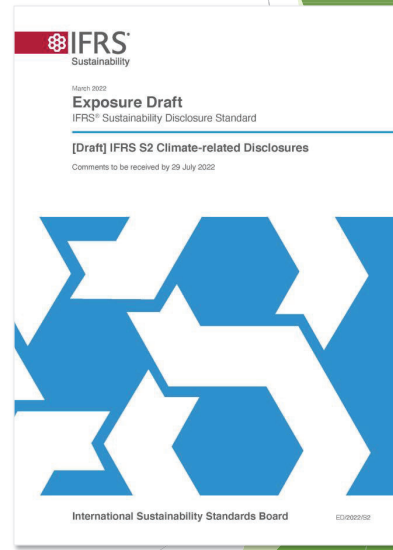 IFRS®
Sustainability
March 2022
Exposure Draft
IFRS® Sustainability Disclosure Standard
[Draft] IFRS S2 Climate-related Disclosures
Comments to be received by 29 July 2022
International Sustainability Standards Board
ED/2022/S2